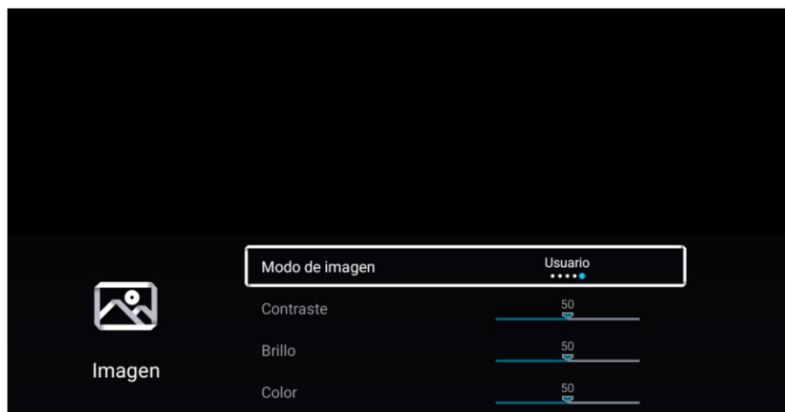 Modo de imagen
Usuario
Contraste
50
Brillo
50
Imagen
Color
50